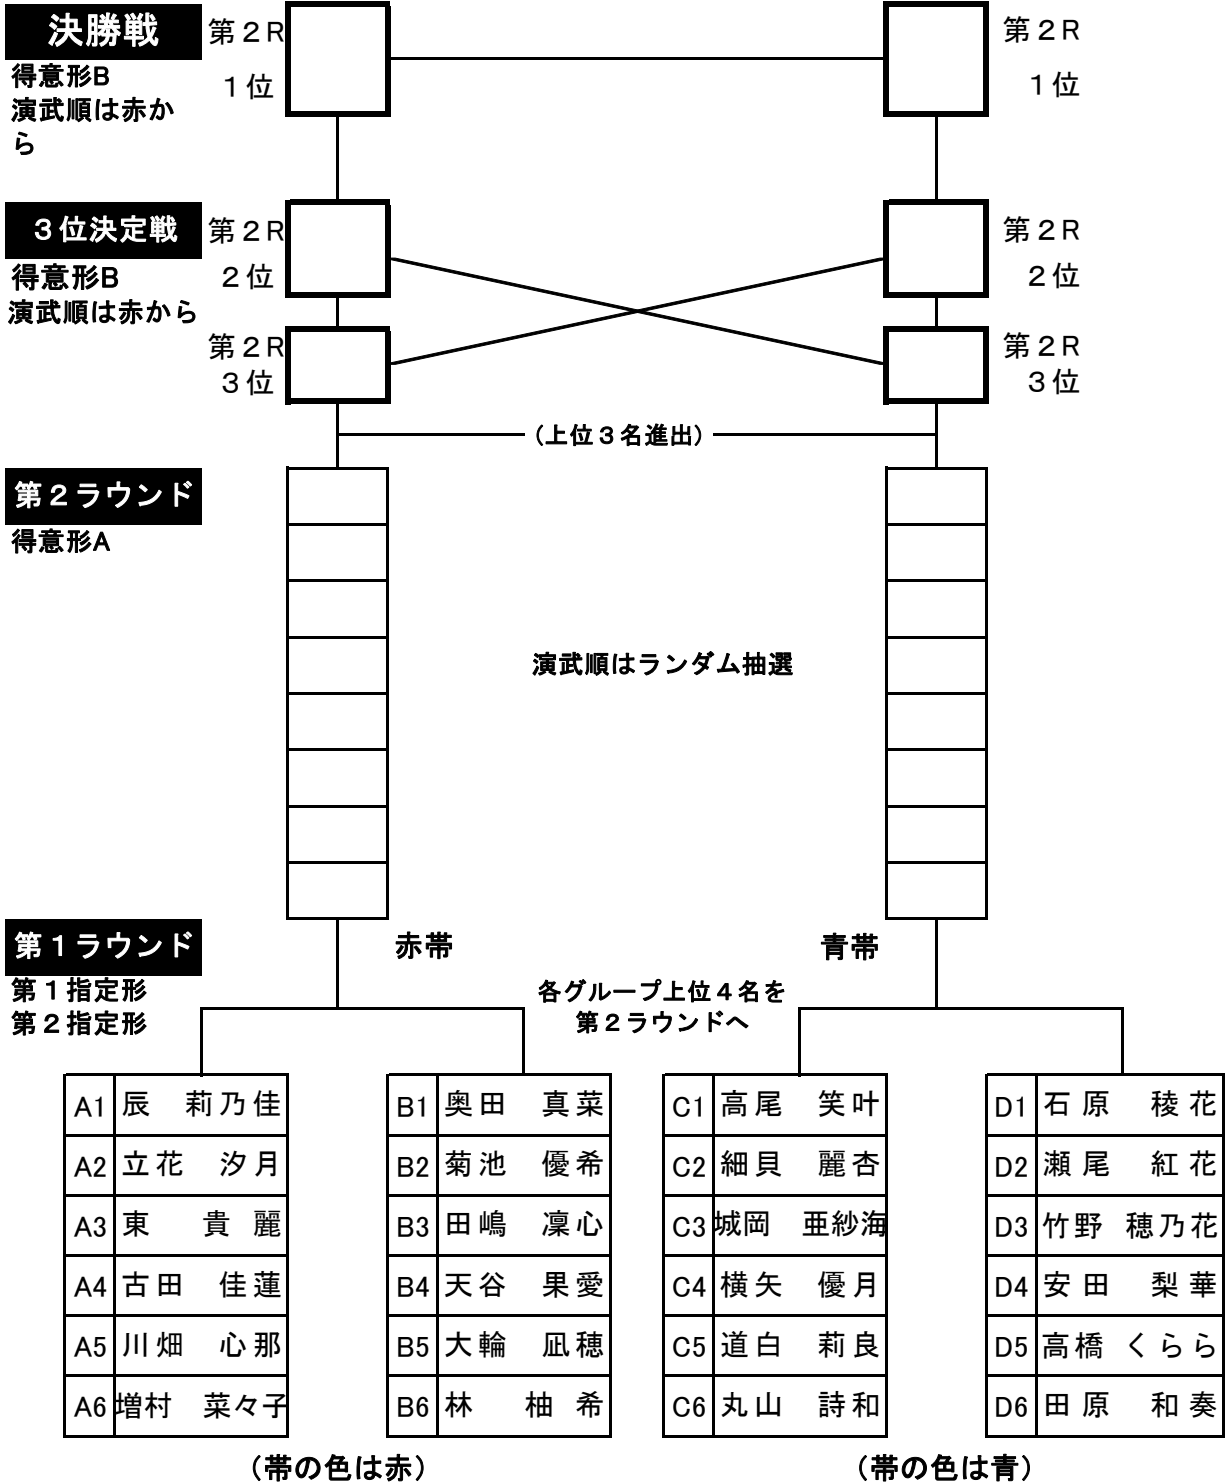 決勝戦
得意形B
演武順は赤か
ら
第２R
１位
第２R
１位
３位決定戦
得意形B
演武順は赤から
第２R
２位
第２R
２位
第２R
３位
第２R
３位
（上位３名進出）
第２ラウンド
得意形A
演武順はランダム抽選
第１ラウンド
第１指定形
第２指定形
赤帯
青帯
各グループ上位４名を
第２ラウンドへ
A1 辰　莉乃佳
A2 立花　汐月
A3 東　貴麗
A4 古田　佳蓮
A5 川畑　心那
A6 増村　菜々子
B1 奥田　真菜
B2 菊池　優希
B3 田嶋　凜心
B4 天谷　果愛
B5 大輪　凪穂
B6 林　柚希
C1 高尾　笑叶
C2 細貝　麗杏
C3 城岡　亜紗海
C4 横矢　優月
C5 道白　莉良
C6 丸山　詩和
D1 石原　稜花
D2 瀬尾　紅花
D3 竹野　穂乃花
D4 安田　梨華
D5 高橋　くらら
D6 田原　和奏
（帯の色は赤）
（帯の色は青）